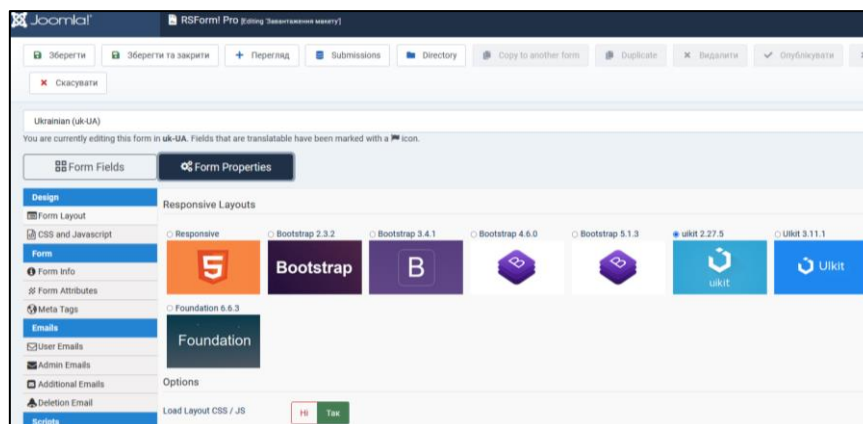 Joomla!
RSForm! Pro [Editing 'Завантаження макету']
Зберегти Зберегти та закрити Перегляд Submissions Directory Copy to another form Duplicate Видалити Опублікувати
Скасувати
Ukrainian (uk-UA)
You are currently editing this form in uk-UA. Fields that are translatable have been marked with a icon.
Form Fields Form Properties
Design
Form Layout
CSS and Javascript
Form
Form Info
Form Attributes
Meta Tags
Emails
User Emails
Admin Emails
Additional Emails
Deletion Email
Scripts
Responsive Layouts
Responsive Bootstrap 2.3.2 Bootstrap 3.4.1 Bootstrap 4.6.0 Bootstrap 5.1.3 uikit 2.27.5 UIkit 3.11.1
5 Bootstrap B B B uikit UIkit
Foundation 6.6.3
Foundation
Options
Load Layout CSS / JS Ні Так